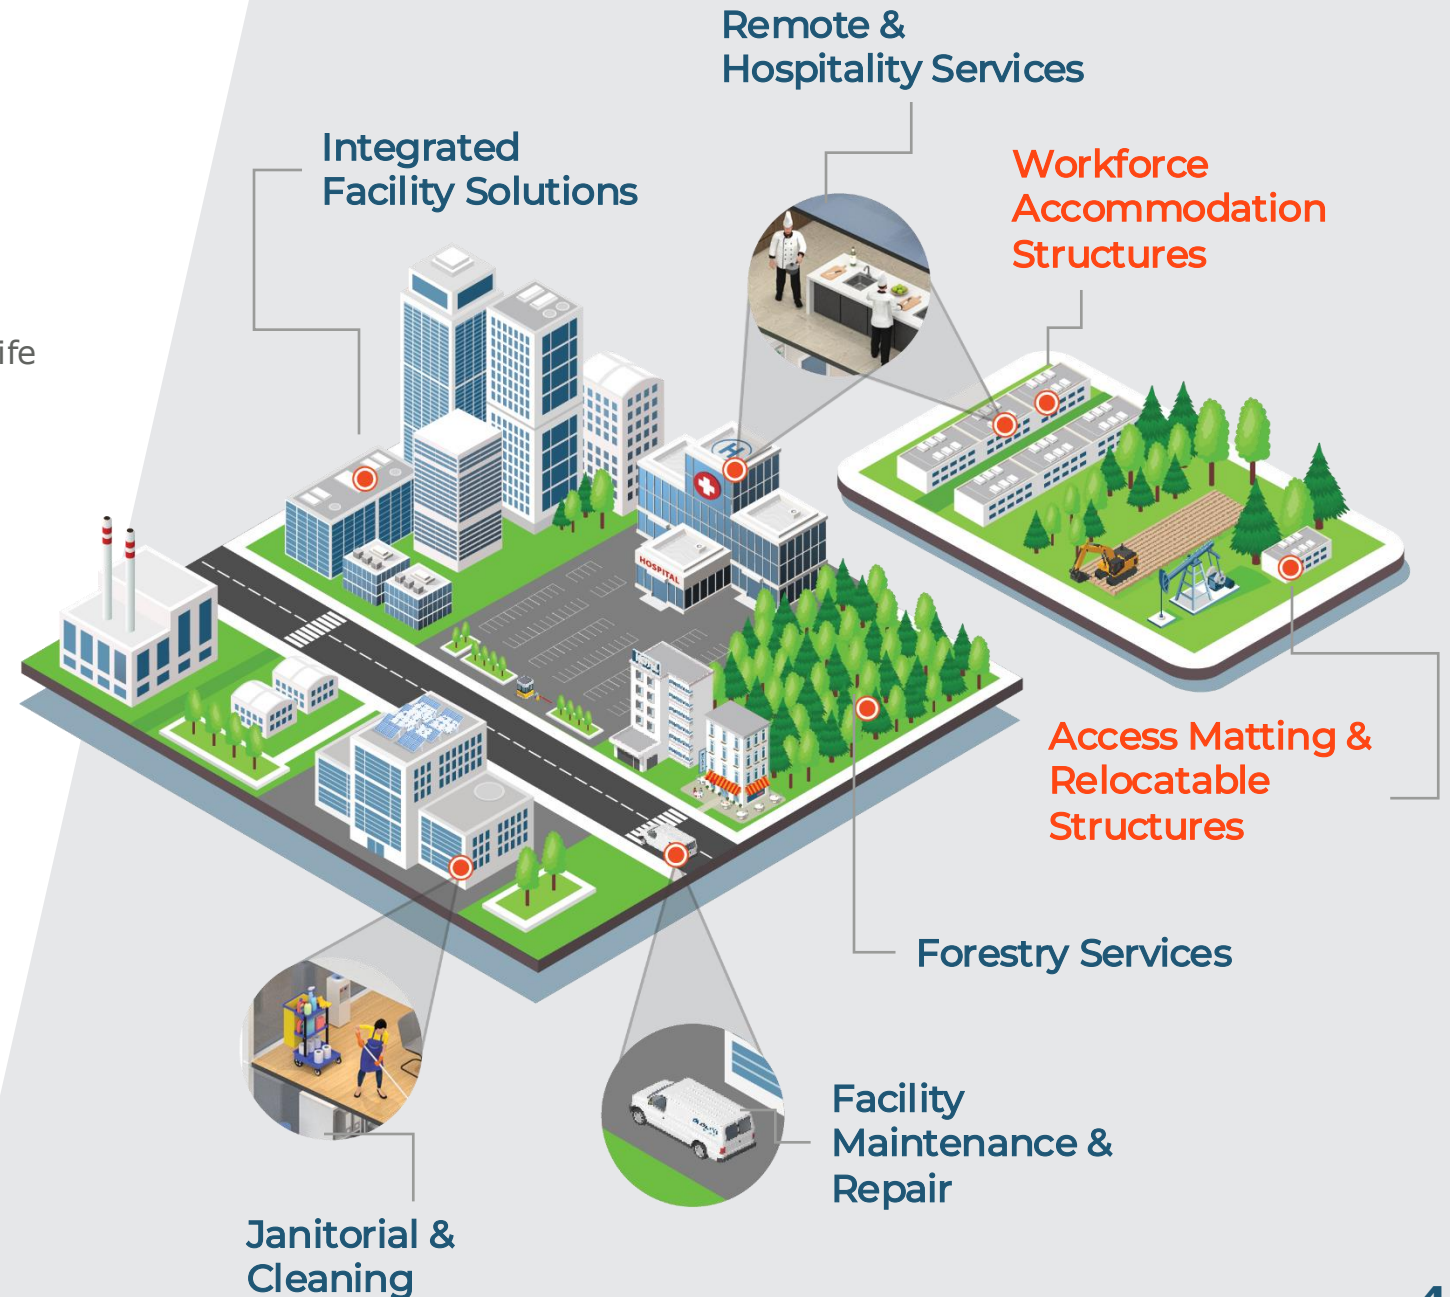 Remote &
Hospitality Services
Integrated
Facility Solutions
Workforce
Accommodation
Structures
ife
HOSPITAL
H
Access Matting &
Relocatable
Structures
Forestry Services
Facility
Maintenance &
Repair
Janitorial &
Cleaning
4